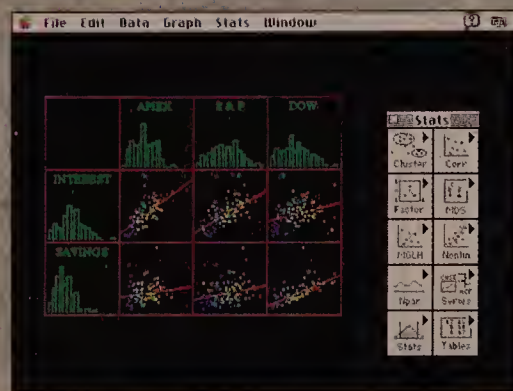 File Edit Data Graph Stats Window
AMEX S & P DOW
INTEREST
SAVINGS
Stats
Cluster Corr
Factor MDS
MGLH Nonlin
Npar Series
Stats Tables